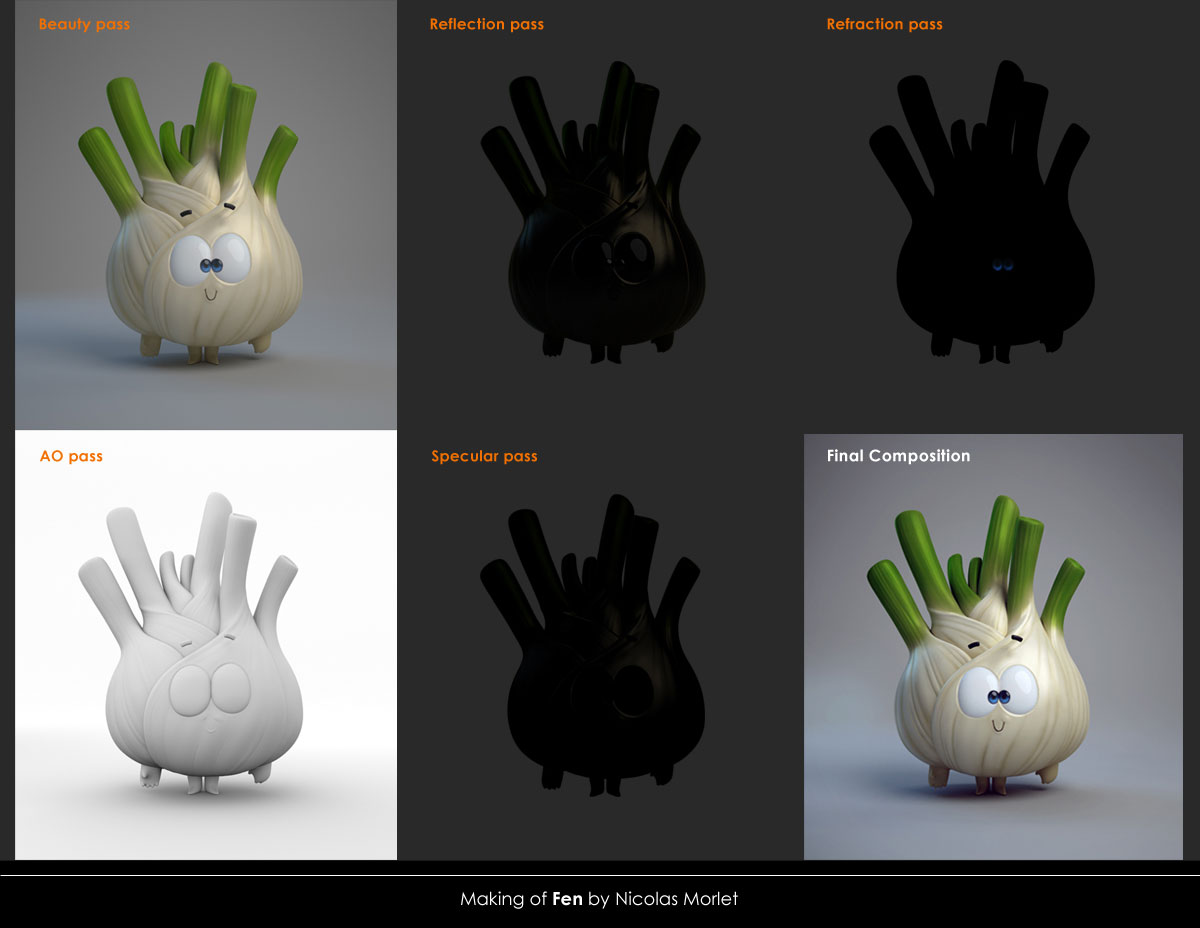 Beauty pass
Reflection pass
Refraction pass
AO pass
Specular pass
Final Composition
Making of Fen by Nicolas Morlet